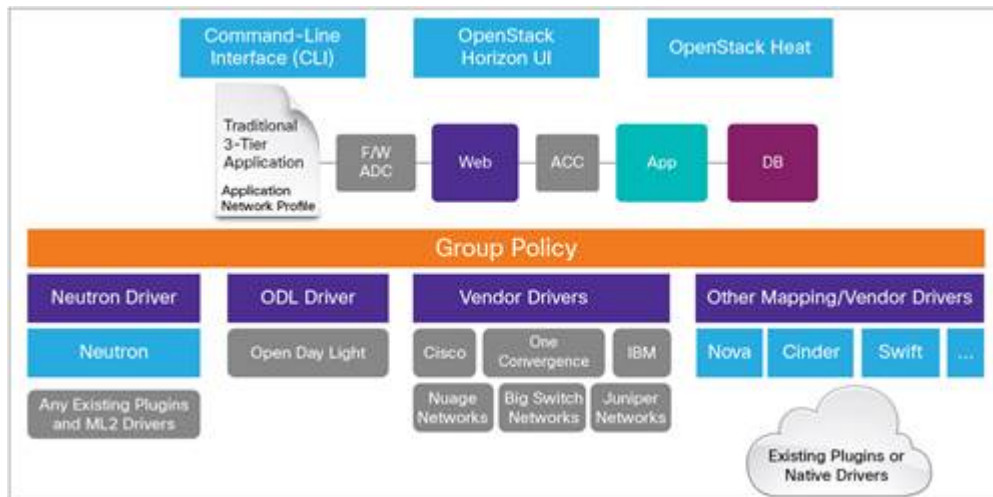 Command-Line
Interface (CLI)
OpenStack
Horizon UI
OpenStack Heat
Traditional
3-Tier
Application
Application
Network Profile
F/W
ADC
Web
ACC
App
DB
Group Policy
Neutron Driver
ODL Driver
Vendor Drivers
Other Mapping/Vendor Drivers
Neutron
Open Day Light
Cisco
One
Convergence
IBM
Nova
Cinder
Swift
...
Any Existing Plugins
and ML2 Drivers
Nuage
Networks
Big Switch
Networks
Juniper
Networks
Existing Plugins or
Native Drivers